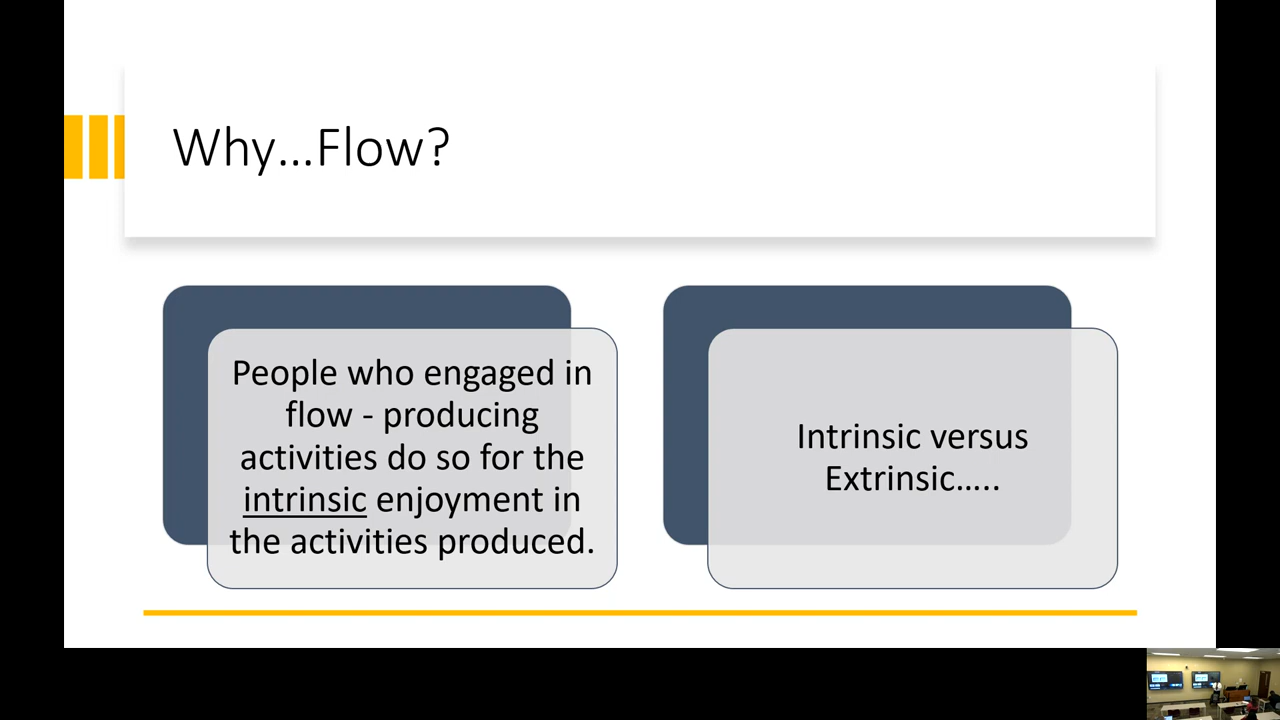 Why...Flow?
People who engaged in
flow - producing
activities do so for the
intrinsic enjoyment in
the activities produced.
Intrinsic versus
Extrinsic…..